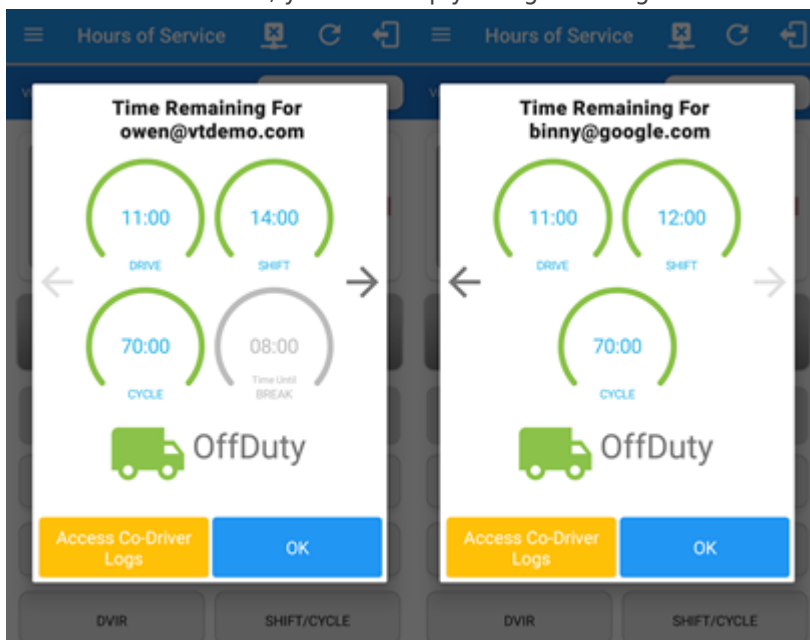 Hours of Service
Time Remaining For
owen@vtdemo.com
11:00
DRIVE
14:00
SHIFT
70:00
CYCLE
08:00
Time Until
BREAK
OffDuty
Access Co-Driver
Logs
OK
DVIR
SHIFT/CYCLE
Hours of Service
Time Remaining For
binny@google.com
11:00
DRIVE
12:00
SHIFT
70:00
CYCLE
OffDuty
Access Co-Driver
Logs
OK
DVIR
SHIFT/CYCLE